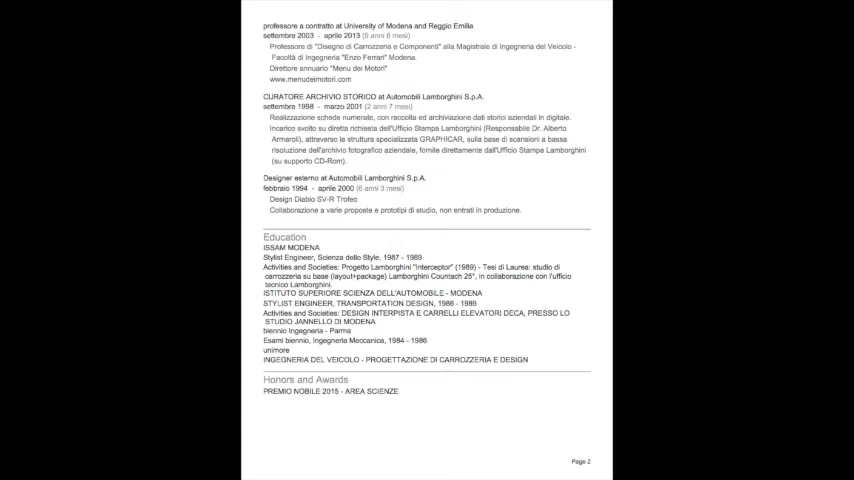 professore a contratto at University of Modena and Reggio Emilia
settembre 2003 - aprile 2013 (9 anni 8 mesi)
Professore di "Disegno di Carrozzeria e Componenti" alla Magistrale di Ingegneria del Veicolo -
Facoltà di Ingegneria "Enzo Ferrari" Modena.
Direttore annuario "Menu dei Motori"
www.menudeimotori.com
CURATORE ARCHIVIO STORICO at Automobili Lamborghini S.p.A.
settembre 1998 - marzo 2001 (2 anni 7 mesi)
Realizzazione schede numerate, con raccolta ed archiviazione dati storici aziendali in digitale.
Incarico svolto su diretta richiesta dell'Ufficio Stampa Lamborghini (Responsabile Dr. Alberto
Armaroli), attraverso la struttura specializzata GRAPHICAR, sulla base di scansioni a bassa
risoluzione dell'archivio fotografico aziendale, fornite direttamente dall'Ufficio Stampa Lamborghini
(su supporto CD-Rom).
Designer esterno at Automobili Lamborghini S.p.A.
febbraio 1994 - aprile 2000 (6 anni 3 mesi)
Design Diablo SV-R Trofeo
Collaborazione a varie proposte e prototipi di studio, non entrati in produzione.
Education
ISSAM MODENA
Stylist Engineer, Scienza dello Style, 1987 - 1989
Activities and Societies: Progetto Lamborghini "Interceptor" (1989) - Tesi di Laurea: studio di
carrozzeria su base (layout+package) Lamborghini Countach 25°, in collaborazione con l'ufficio
tecnico Lamborghini.
ISTITUTO SUPERIORE SCIENZA DELL'AUTOMOBILE - MODENA
STYLIST ENGINEER, TRANSPORTATION DESIGN, 1986 - 1989
Activities and Societies: DESIGN INTERPISTA E CARRELLI ELEVATORI DECA, PRESSO LO
STUDIO JANNELLO DI MODENA
biennio Ingegneria - Parma
Esami biennio, Ingegneria Meccanica, 1984 - 1986
unimore
INGEGNERIA DEL VEICOLO - PROGETTAZIONE DI CARROZZERIA E DESIGN
Honors and Awards
PREMIO NOBILE 2015 - AREA SCIENZE
Page 2